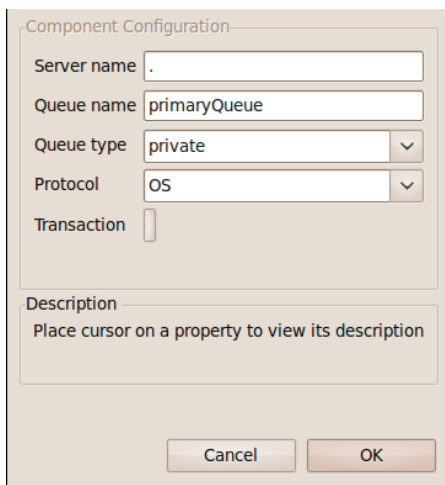 Component Configuration
Server name .
Queue name primaryQueue
Queue type private
Protocol OS
Transaction
Description
Place cursor on a property to view its description
Cancel OK